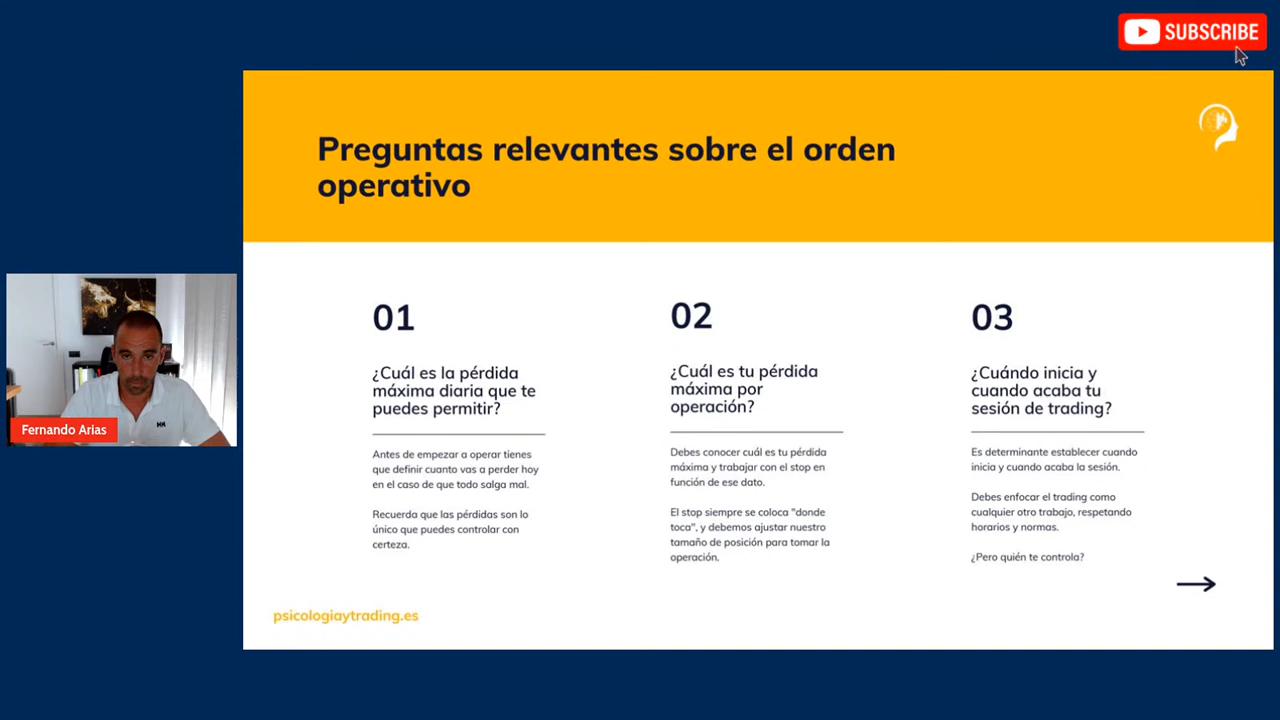 SUBSCRIBE
Preguntas relevantes sobre el orden
operativo
01
¿Cuál es la pérdida
máxima diaria que te
puedes permitir?
Antes de empezar a operar tienes
que definir cuanto vas a perder hoy
en el caso de que todo salga mal.
Recuerda que las pérdidas son lo
único que puedes controlar con
certeza.
02
¿Cuál es tu pérdida
máxima por
operación?
Debes conocer cuál es tu pérdida
máxima y trabajar con el stop en
función de ese dato.
El stop siempre se coloca "donde
toca", y debemos ajustar nuestro
tamaño de posición para tomar la
operación.
03
¿Cuándo inicia y
cuando acaba tu
sesión de trading?
Es determinante establecer cuando
inicia y cuando acaba la sesión.
Debes enfocar el trading como
cualquier otro trabajo, respetando
horarios y normas.
¿Pero quién te controla?
psicologiaytrading.es
Fernando Arias
HH